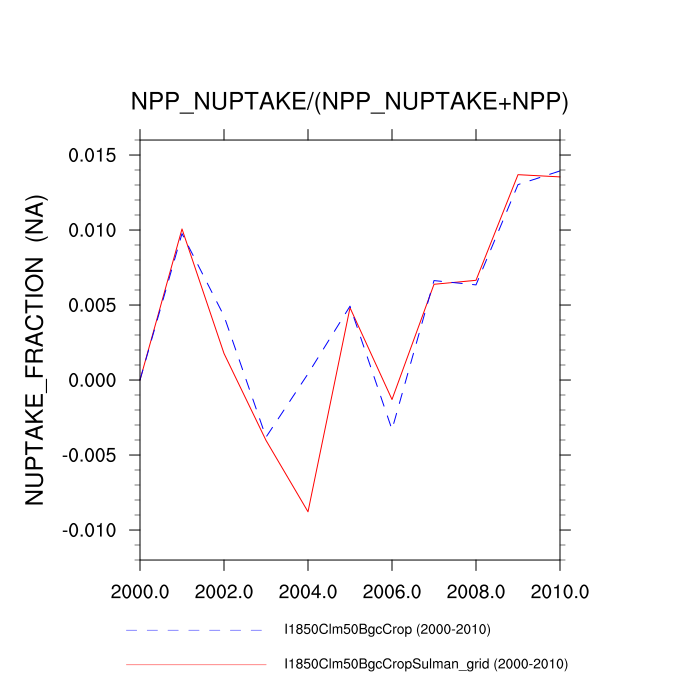 NPP_NUPTAKE/(NPP_NUPTAKE+NPP)
NUPTAKE_FRACTION (NA)
0.015
0.010
0.005
0.000
-0.005
-0.010
2000.0 2002.0 2004.0 2006.0 2008.0 2010.0
I1850Clm50BgcCrop (2000-2010)
I1850Clm50BgcCropSulman_grid (2000-2010)